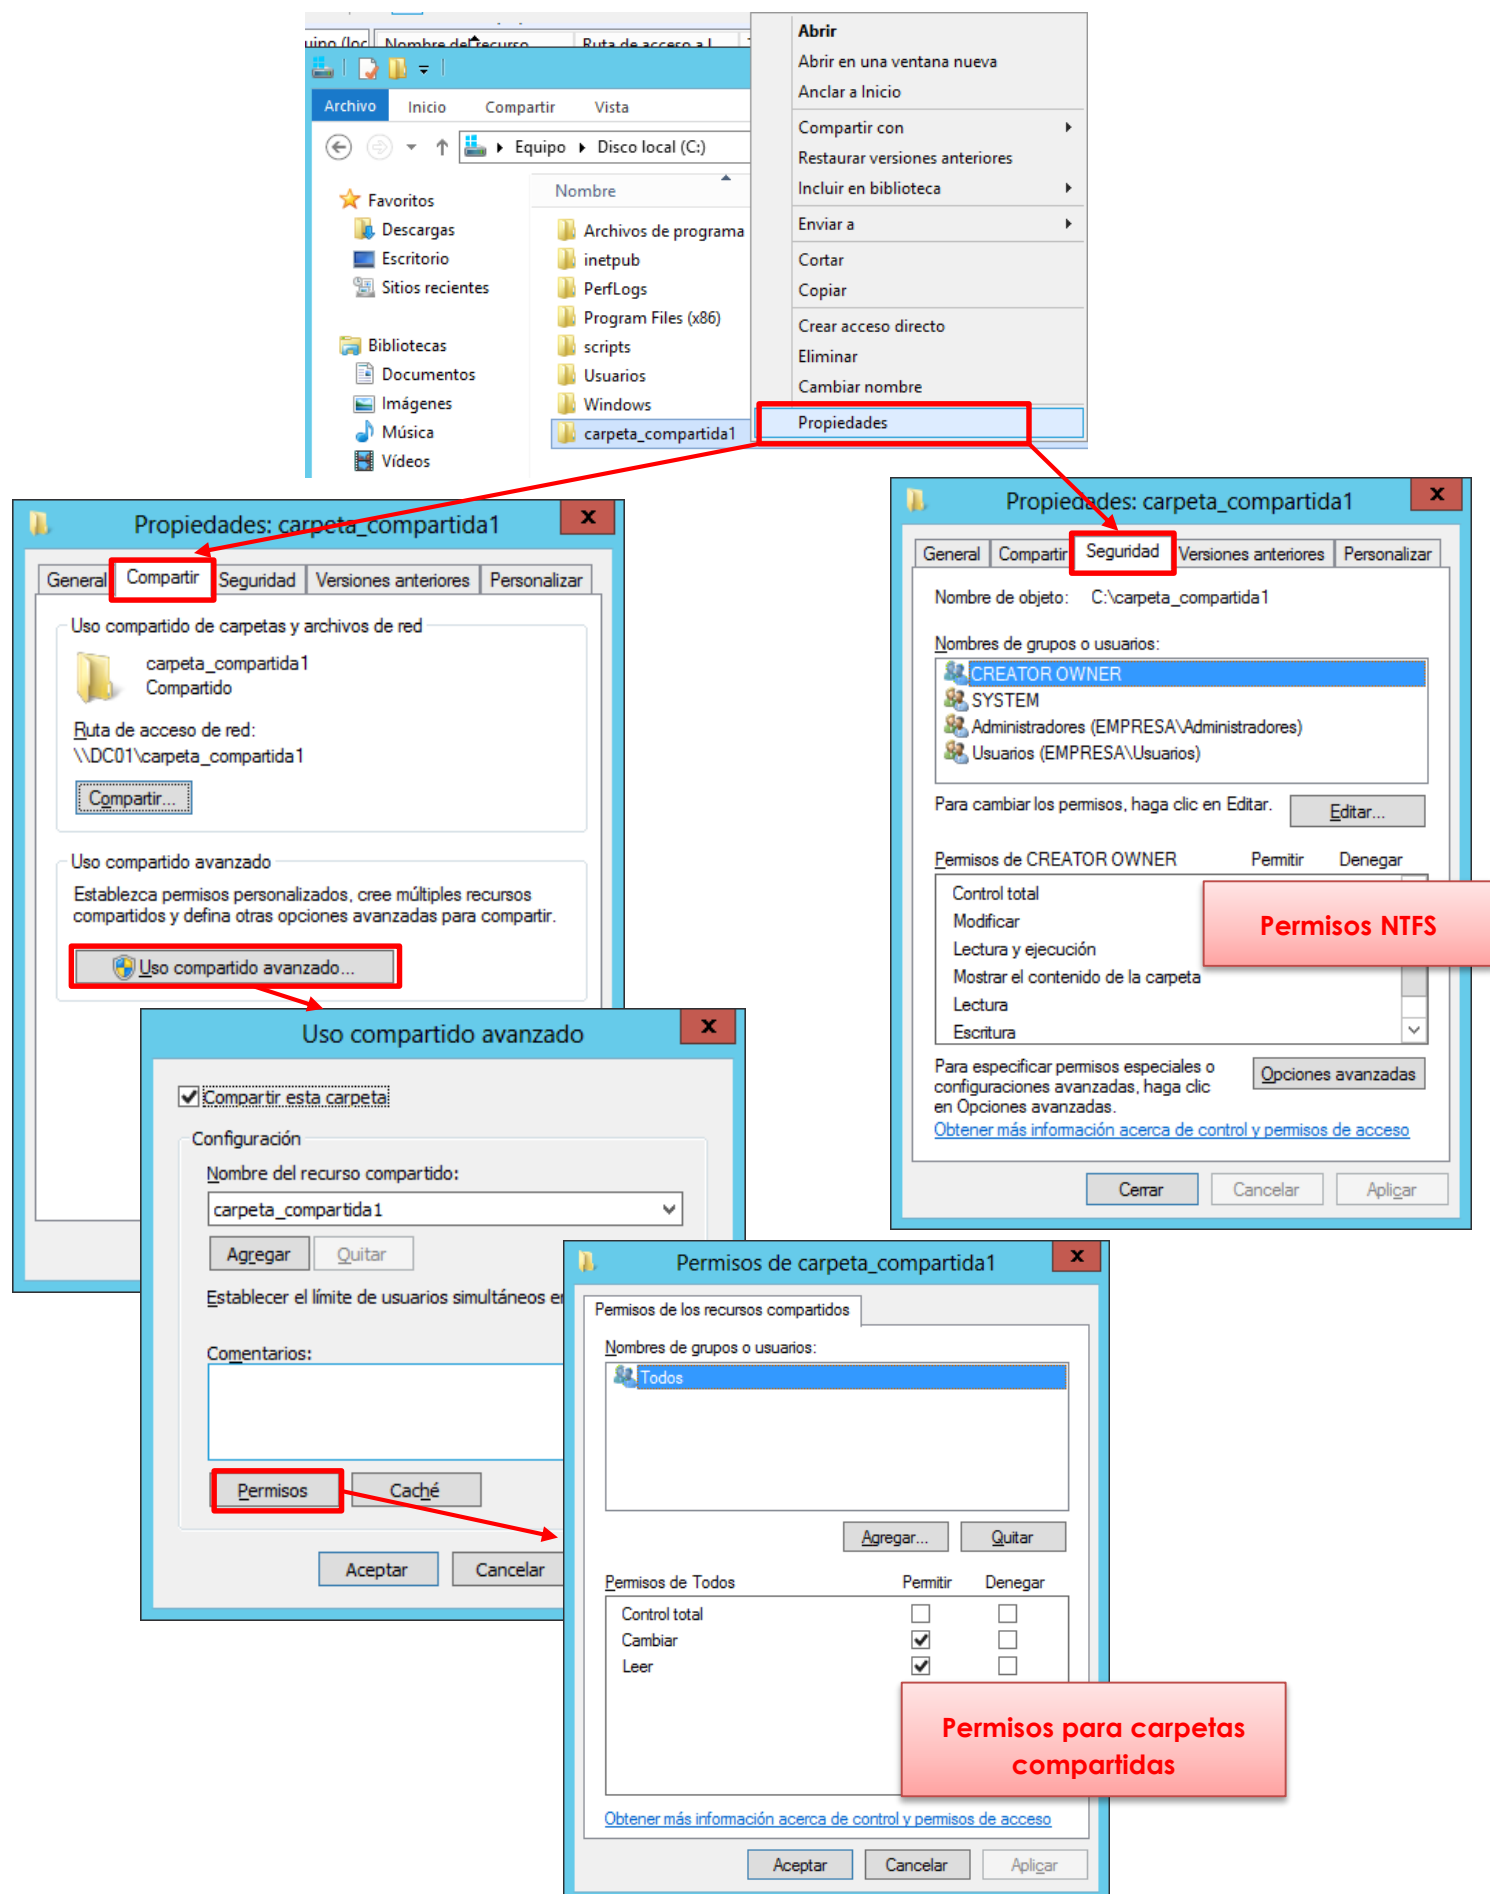 Nombre del recurso
Ruta de acceso a l
Archivo
Inicio
Compartir
Vista
Equipo
Disco local (C:)
Favoritos
Descargas
Escritorio
Sitios recientes
Bibliotecas
Documentos
Imágenes
Música
Vídeos
Nombre
Archivos de programa
inetpub
PerfLogs
Program Files (x86)
scripts
Usuarios
Windows
carpeta_compartida1
Abrir
Abrir en una ventana nueva
Anclar a Inicio
Compartir con
Restaurar versiones anteriores
Incluir en biblioteca
Enviar a
Cortar
Copiar
Crear acceso directo
Eliminar
Cambiar nombre
Propiedades
Propiedades: carpeta_compartida1
x
General
Compartir
Seguridad
Versiones anteriores
Personalizar
Uso compartido de carpetas y archivos de red
carpeta_compartida1
Compartido
Ruta de acceso de red:
\\DC01\carpeta_compartida1
Compartir...
Uso compartido avanzado
Establezca permisos personalizados, cree múltiples recursos
compartidos y defina otras opciones avanzadas para compartir.
Uso compartido avanzado...
Propiedades: carpeta_compartida1
x
General
Compartir
Seguridad
Versiones anteriores
Personalizar
Nombre de objeto: C:\carpeta_compartida1
Nombres de grupos o usuarios:
CREATOR OWNER
SYSTEM
Administradores (EMPRESA\Administradores)
Usuarios (EMPRESA\Usuarios)
Para cambiar los permisos, haga clic en Editar.
Editar...
Permisos de CREATOR OWNER Permitir Denegar
Control total
Modificar
Lectura y ejecución
Mostrar el contenido de la carpeta
Lectura
Escritura
Permisos NTFS
Para especificar permisos especiales o
configuraciones avanzadas, haga clic
en Opciones avanzadas.
Opciones avanzadas
Obtener más información acerca de control y permisos de acceso
Cerrar
Cancelar
Aplicar
Uso compartido avanzado
x
Compartir esta carpeta
Configuración
Nombre del recurso compartido:
carpeta_compartida1
Agregar
Quitar
Establecer el límite de usuarios simultáneos
Comentarios:
Permisos
Caché
Aceptar
Cancelar
Permisos de carpeta_compartida1
x
Permisos de los recursos compartidos
Nombres de grupos o usuarios:
Todos
Agregar...
Quitar
Permisos de Todos Permitir Denegar
Control total
Cambiar
Leer
Permisos para carpetas
compartidas
Obtener más información acerca de control y permisos de acceso
Aceptar
Cancelar
Aplicar